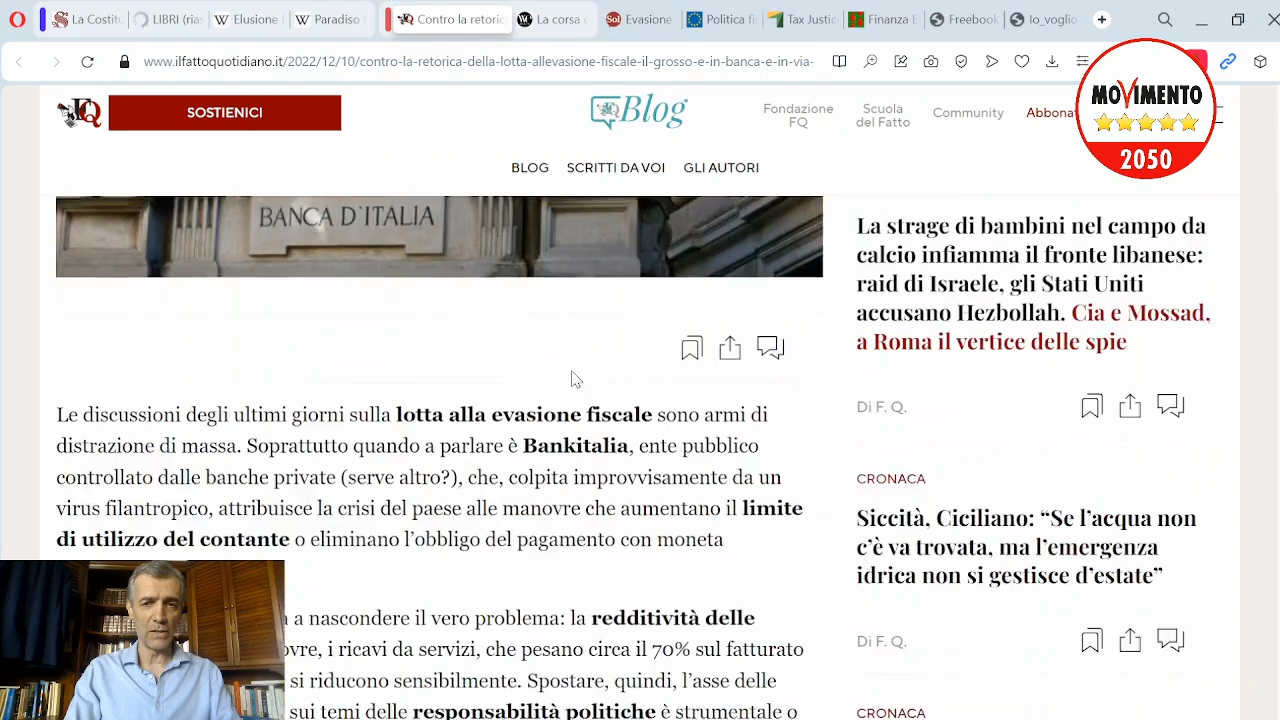 La Costitu
LIBRI (rias
Elusione f
Paradiso f
Contro la retoric
La corsa c
Evasione
Politica fi
Tax Justic
Finanza E
Freebook
Io_voglio
www.ilfattoquotidiano.it/2022/12/10/contro-la-retorica-della-lotta-allevasione-fiscale-il-grosso-e-in-banca-e-in-via-
SOSTIENICI
Blog
Fondazione
FQ
Scuola
del Fatto
Community
Abbonat
MOVIMENTO
2050
BLOG
SCRITTI DA VOI
GLI AUTORI
BANCA D'ITALIA
Le discussioni degli ultimi giorni sulla lotta alla evasione fiscale sono armi di
distrazione di massa. Soprattutto quando a parlare è Bankitalia, ente pubblico
controllato dalle banche private (serve altro?), che, colpita improvvisamente da un
virus filantropico, attribuisce la crisi del paese alle manovre che aumentano il limite
di utilizzo del contante o eliminano l'obbligo del pagamento con moneta
a nascondere il vero problema: la redditività delle
ovre, i ricavi da servizi, che pesano circa il 70% sul fatturato
si riducono sensibilmente. Spostare, quindi, l'asse delle
sui temi delle responsabilità politiche è strumentale o
La strage di bambini nel campo da
calcio infiamma il fronte libanese:
raid di Israele, gli Stati Uniti
accusano Hezbollah. Cia e Mossad,
a Roma il vertice delle spie
Di F. Q.
CRONACA
Siccità, Ciciliano: “Se l'acqua non
c'è va trovata, ma l'emergenza
idrica non si gestisce d'estate”
Di F. Q.
CRONACA